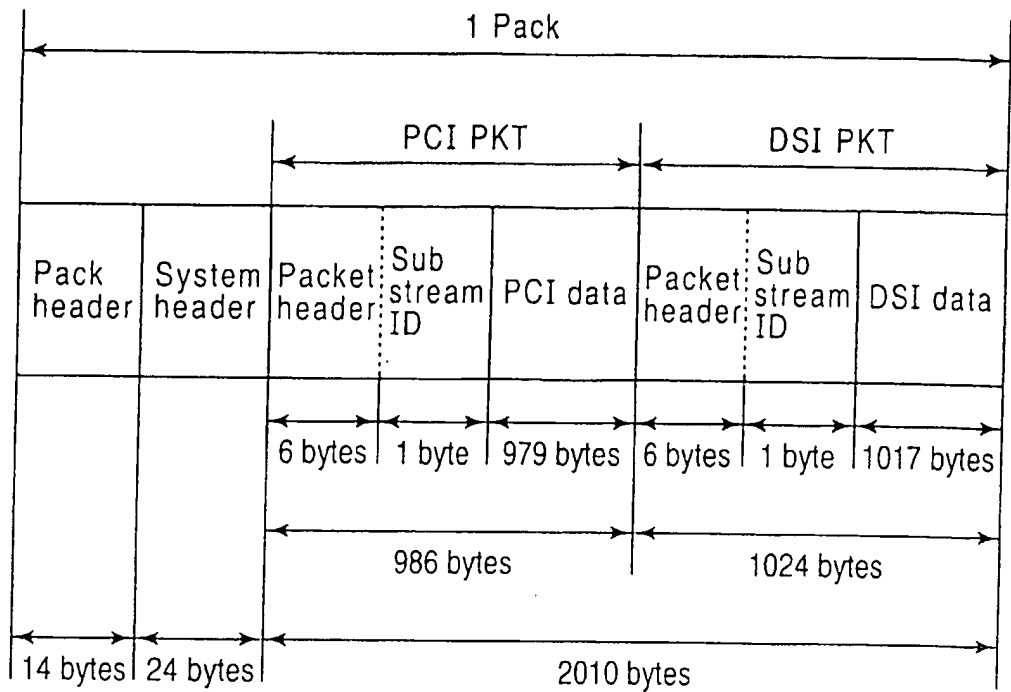 1 Pack
PCI PKT
DSI PKT
Pack
header
System
header
Packet
header
Sub
stream
ID
PCI data
Packet
header
Sub
stream
ID
DSI data
6 bytes
1 byte
979 bytes
6 bytes
1 byte
1017 bytes
986 bytes
1024 bytes
14 bytes
24 bytes
2010 bytes